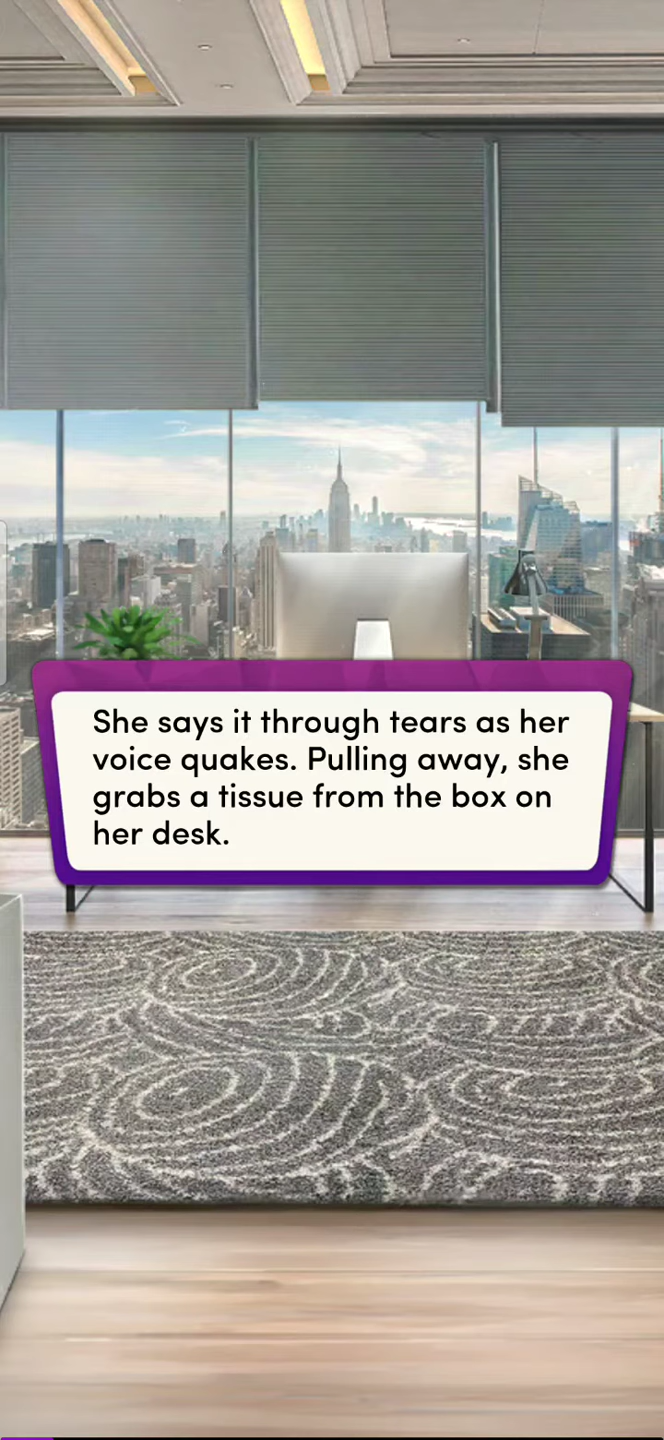 She says it through tears as her
voice quakes. Pulling away, she
grabs a tissue from the box on
her desk.